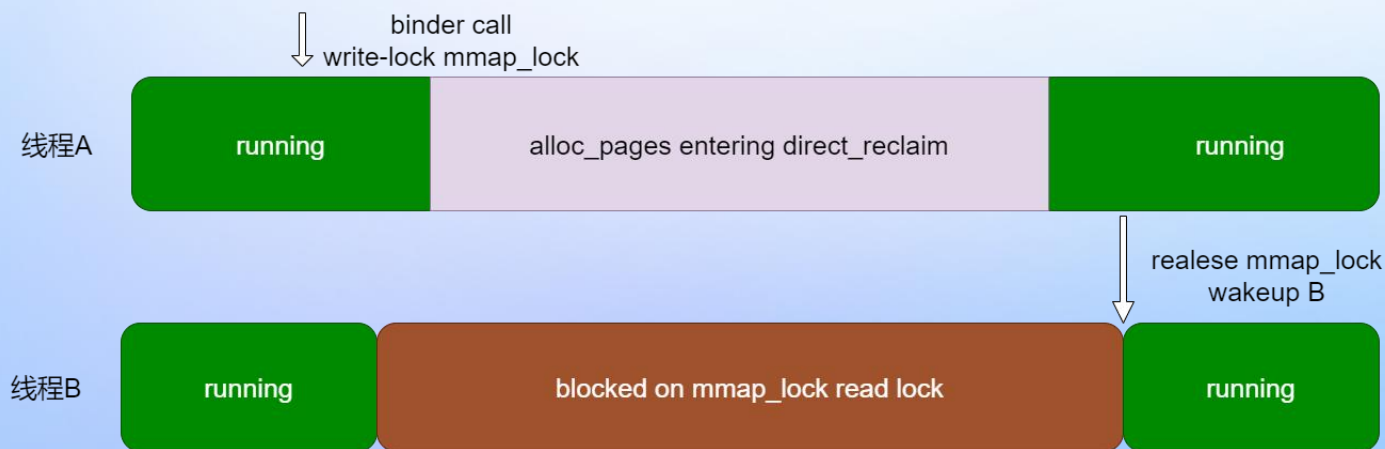 binder call
write-lock mmap_lock
线程A
running
alloc_pages entering direct_reclaim
running
realese mmap_lock
wakeup B
线程B
running
blocked on mmap_lock read lock
running